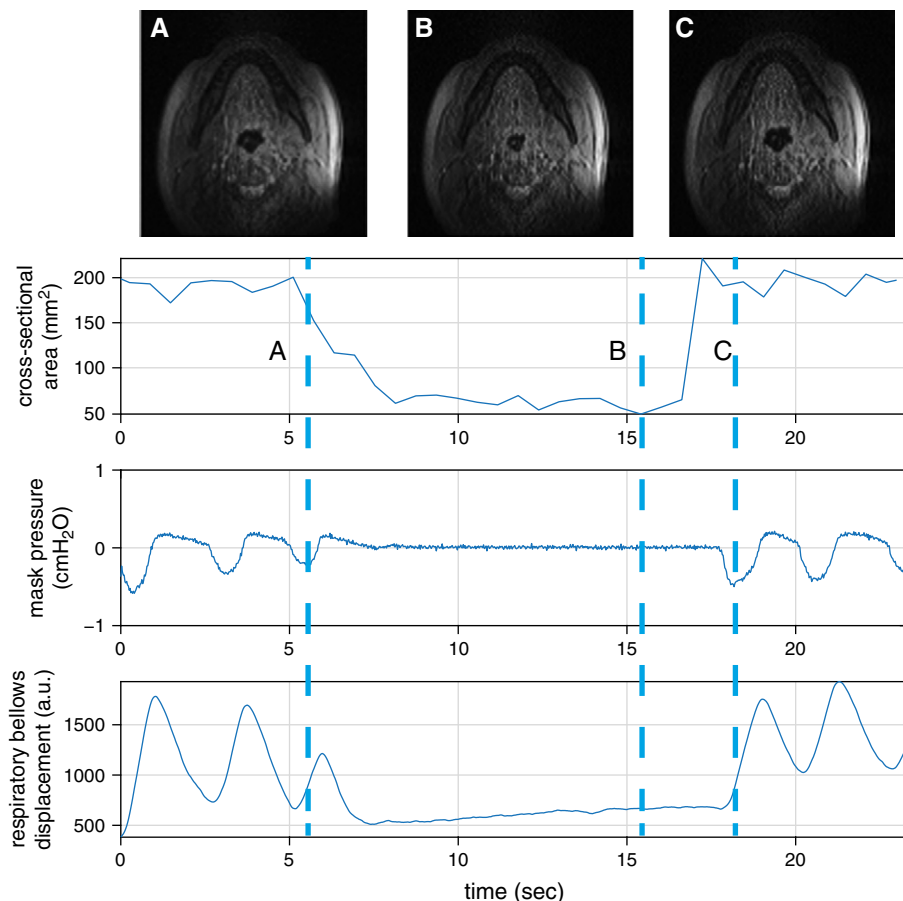 A
B
C
cross-sectional
area (mm²)
200
150
100
50
A
B
C
0
5
10
15
20
mask pressure
(cmH₂O)
1
0
−1
0
5
10
15
20
respiratory bellows
displacement (a.u.)
1500
1000
500
0
5
10
15
20
time (sec)